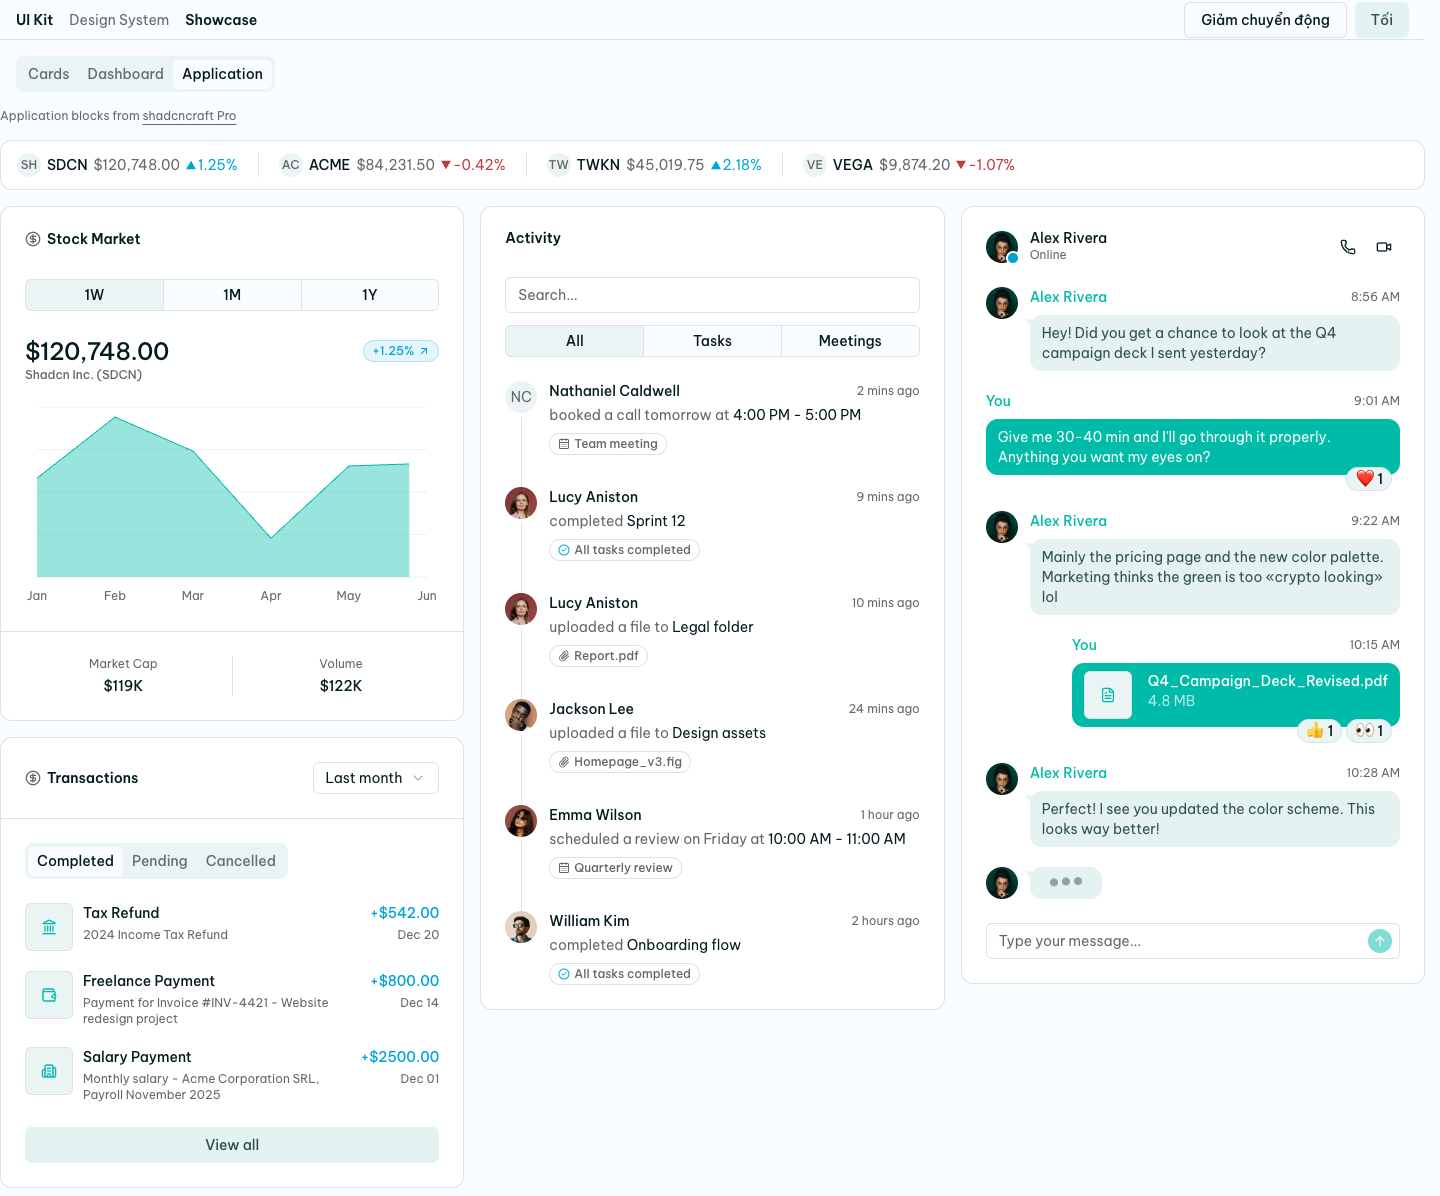 UI Kit Design System Showcase Giảm chuyển động Tối
Cards Dashboard Application
Application blocks from shadcncraft Pro
SH SDCN $120,748.00 ▲1.25% AC ACME $84,231.50 ▼-0.42% TW TWKN $45,019.75 ▲2.18% VE VEGA $9,874.20 ▼-1.07%
Stock Market
1W 1M 1Y
$120,748.00 +1.25%
Shadcn Inc. (SDCN)
Jan Feb Mar Apr May Jun
Market Cap Volume
$119K $122K
Transactions Last month
Completed Pending Cancelled
Tax Refund +$542.00
2024 Income Tax Refund Dec 20
Freelance Payment +$800.00
Payment for Invoice #INV-4421 - Website Dec 14
redesign project
Salary Payment +$2500.00
Monthly salary - Acme Corporation SRL, Dec 01
Payroll November 2025
View all
Activity
Search...
All Tasks Meetings
NC Nathaniel Caldwell 2 mins ago
booked a call tomorrow at 4:00 PM - 5:00 PM
Team meeting
Lucy Aniston 9 mins ago
completed Sprint 12
All tasks completed
Lucy Aniston 10 mins ago
uploaded a file to Legal folder
Report.pdf
Jackson Lee 24 mins ago
uploaded a file to Design assets
Homepage_v3.fig
Emma Wilson 1 hour ago
scheduled a review on Friday at 10:00 AM - 11:00 AM
Quarterly review
William Kim 2 hours ago
completed Onboarding flow
All tasks completed
Alex Rivera
Online
Alex Rivera 8:56 AM
Hey! Did you get a chance to look at the Q4
campaign deck I sent yesterday?
You 9:01 AM
Give me 30-40 min and I'll go through it properly.
Anything you want my eyes on?
❤️ 1
Alex Rivera 9:22 AM
Mainly the pricing page and the new color palette.
Marketing thinks the green is too «crypto looking»
lol
You 10:15 AM
Q4_Campaign_Deck_Revised.pdf
4.8 MB
👍 1 👀 1
Alex Rivera 10:28 AM
Perfect! I see you updated the color scheme. This
looks way better!
Type your message...